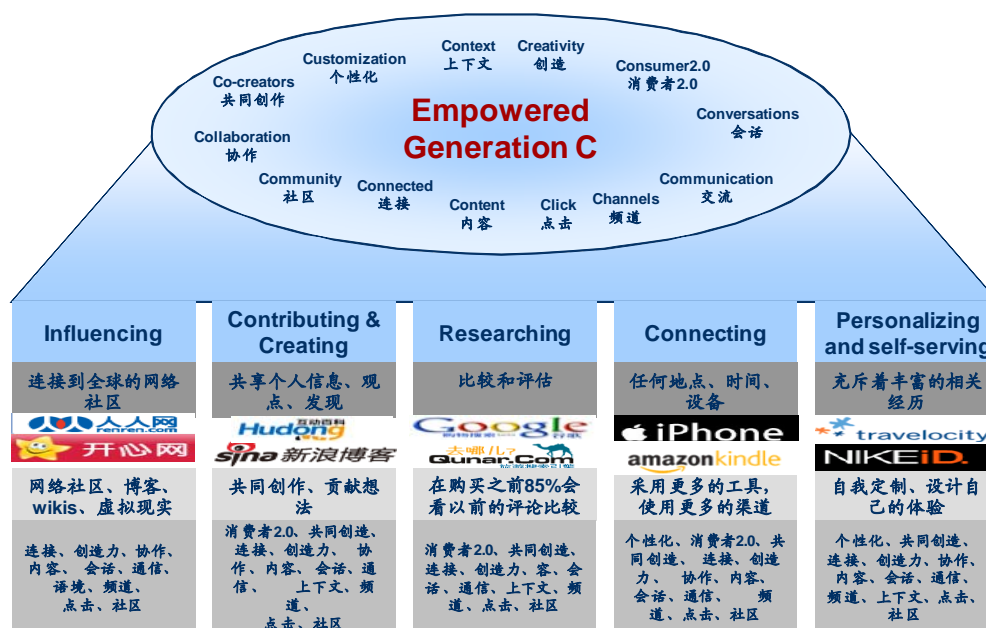 Context
上下文
Creativity
创造
Customization
个性化
Consumer2.0
消费者2.0
Co-creators
共同创作
Empowered
Generation C
Conversations
会话
Collaboration
协作
Community
社区
Connected
连接
Content
内容
Click
点击
Channels
频道
Communication
交流
Influencing
连接到全球的网络
社区
人人网
renren.com
开心网
网络社区、博客、
wikis、虚拟现实
连接、创造力、协作、
内容、 会话、通信、
语境、频道、
点击、社区
Contributing &
Creating
共享个人信息、观
点、发现
互动百科
Hudong
sina 新浪博客
共同创作、贡献想
法
消费者2.0、共同创造、
连接、创造力、 协
作、内容、 会话、通
信、 上下文、频
道、
点击、社区
Researching
比较和评估
Google
购物搜索 谷歌
去哪儿?
Qunar.Com
旅游搜索引擎
在购买之前85%会
看以前的评论比较
消费者2.0、共同创造、
连接、创造力、容、会
话、通信、上下文、频
道、点击、社区
Connecting
任何地点、时间、
设备
iPhone
amazonkindle
采用更多的工具,
使用更多的渠道
个性化、消费者2.0、共
同创造、 连接、创造
力、 协作、内容、
会话、通信、 频
道、点击、社区
Personalizing
and self-serving
充斥着丰富的相关
经历
travelocity
NIKEiD.
自我定制、设计自
己的体验
个性化、共同创造、
连接、创造力、协作、
内容、会话、通信、
频道、上下文、点击、
社区